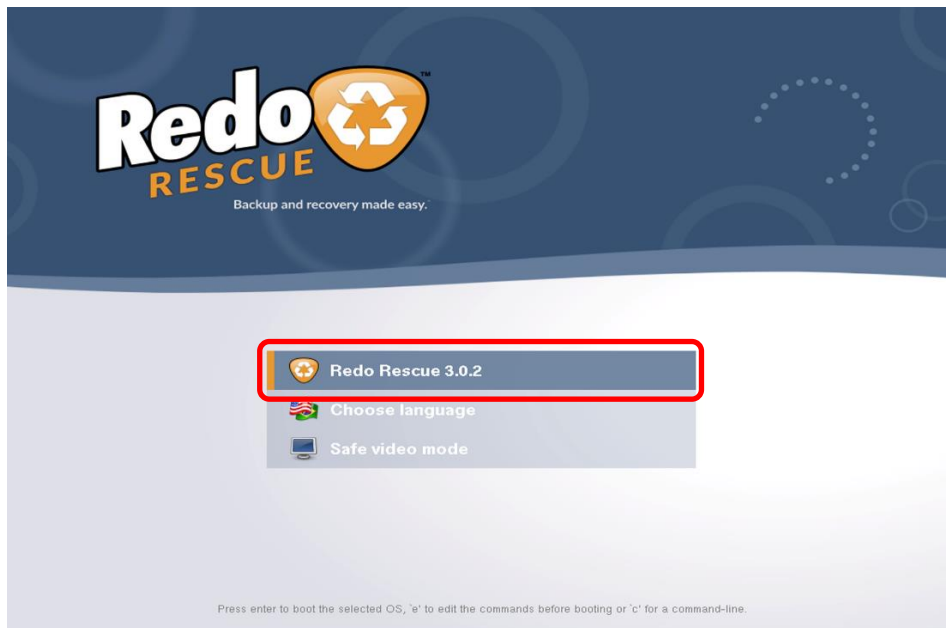 Redo
™
RESCUE
Backup and recovery made easy.
Redo Rescue 3.0.2
Choose language
Safe video mode
Press enter to boot the selected OS, `e' to edit the commands before booting or `c' for a command-line.